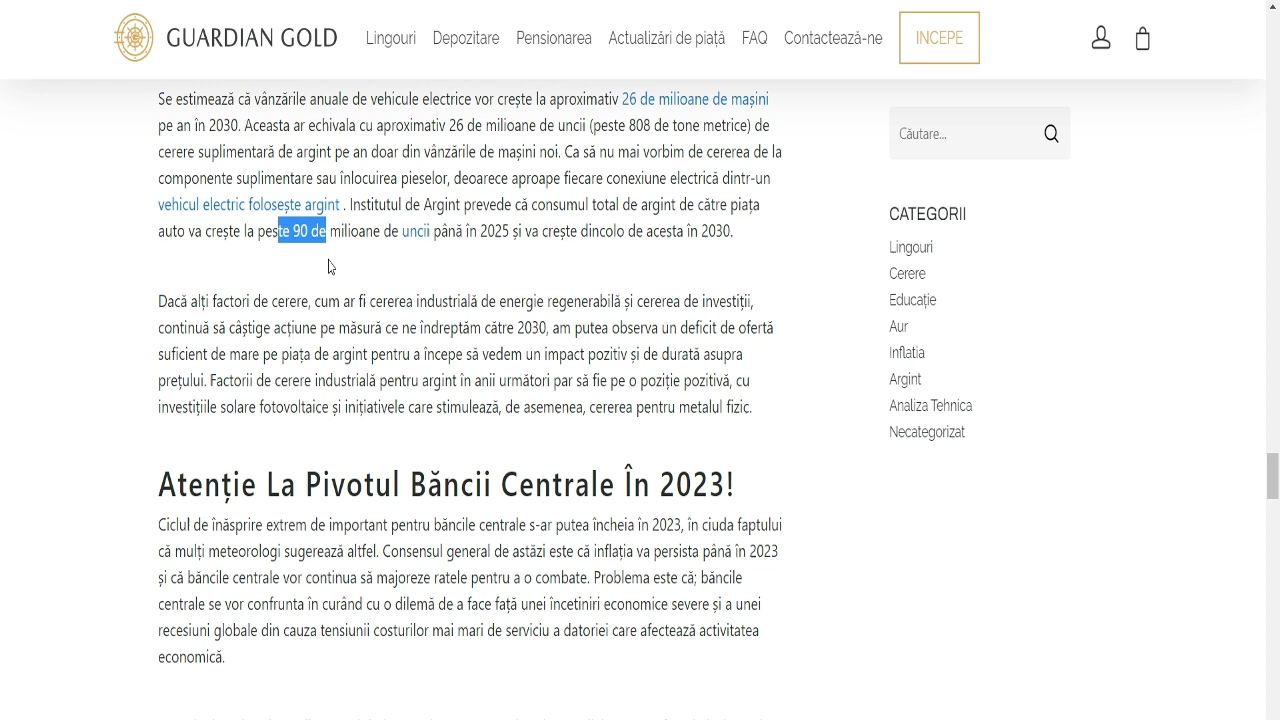 GUARDIAN GOLD
Lingouri Depozitare Pensionarea Actualizări de piață FAQ Contactează-ne INCEPE
Se estimează că vânzările anuale de vehicule electrice vor crește la aproximativ 26 de milioane de mașini
pe an în 2030. Aceasta ar echivala cu aproximativ 26 de milioane de uncii (peste 808 de tone metrice) de
cerere suplimentară de argint pe an doar din vânzările de mașini noi. Ca să nu mai vorbim de cererea de la
componente suplimentare sau înlocuirea pieselor, deoarece aproape fiecare conexiune electrică dintr-un
vehicul electric folosește argint . Institutul de Argint prevede că consumul total de argint de către piața
auto va crește la peste 90 de milioane de uncii până în 2025 și va crește dincolo de acesta în 2030.
Dacă alți factori de cerere, cum ar fi cererea industrială de energie regenerabilă și cererea de investiții,
continuă să câștige acțiune pe măsură ce ne îndreptăm către 2030, am putea observa un deficit de ofertă
suficient de mare pe piața de argint pentru a începe să vedem un impact pozitiv și de durată asupra
prețului. Factorii de cerere industrială pentru argint în anii următori par să fie pe o poziție pozitivă, cu
investițiile solare fotovoltaice și inițiativele care stimulează, de asemenea, cererea pentru metalul fizic.
Atenție La Pivotul Băncii Centrale În 2023!
Ciclul de înăsprire extrem de important pentru băncile centrale s-ar putea încheia în 2023, în ciuda faptului
că mulți meteorologi sugerează altfel. Consensul general de astăzi este că inflația va persista până în 2023
și că băncile centrale vor continua să majoreze ratele pentru a o combate. Problema este că; băncile
centrale se vor confrunta în curând cu o dilemă de a face față unei încetiniri economice severe și a unei
recesiuni globale din cauza tensiunii costurilor mai mari de serviciu a datoriei care afectează activitatea
economică.
Căutare...
CATEGORII
Lingouri
Cerere
Educație
Aur
Inflatia
Argint
Analiza Tehnica
Necategorizat